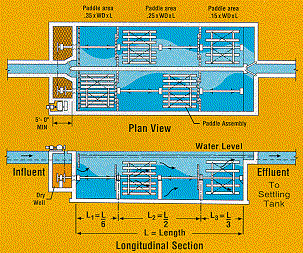 Paddle area Paddle area Paddle area
.35 x WD x L .25 x WD x L .15 x WD x L
5'- 0"
MIN
Paddle Assembly
Plan View
Water Level
Influent
Effluent
To
Settling
Tank
Dry
Well
L₁ = L/6 L₂ = L/2 L₃ = L/3
L = Length
Longitudinal Section